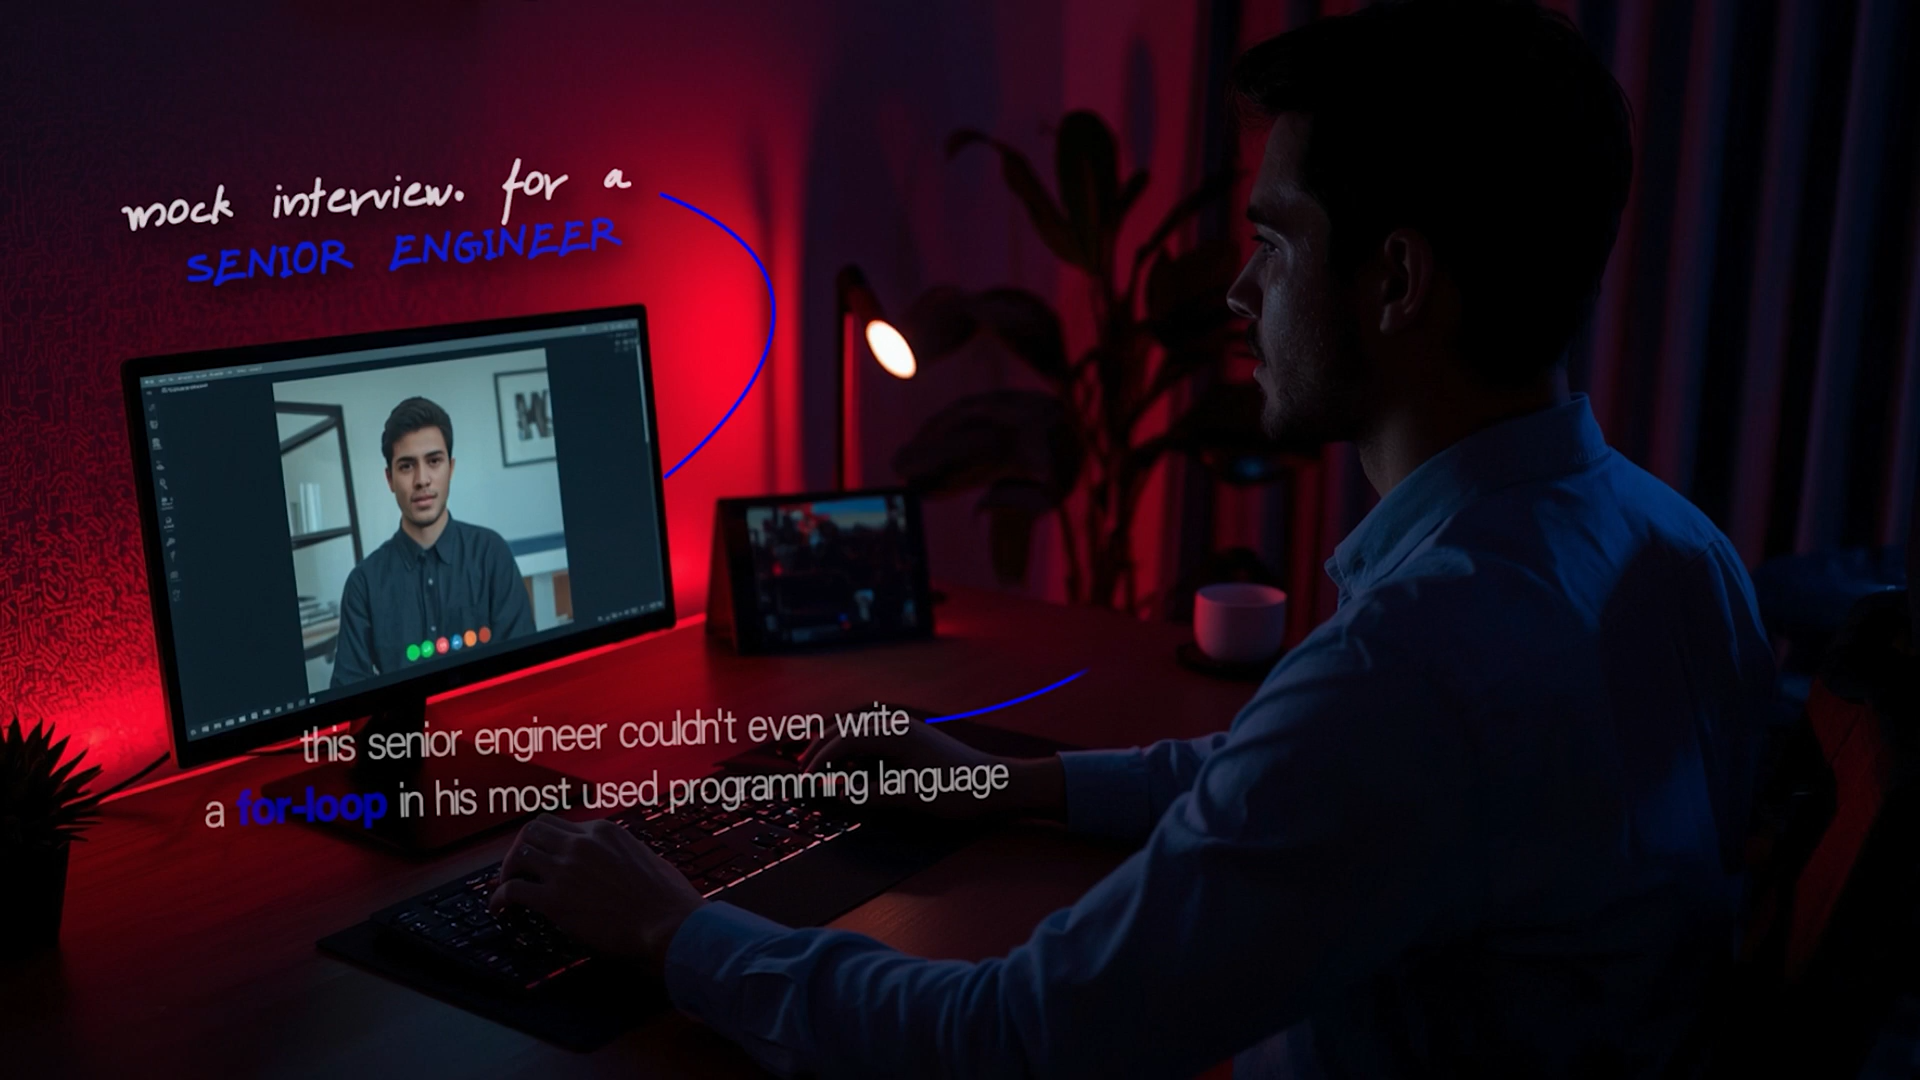 mock interview. for a
SENIOR ENGINEER
this senior engineer couldn't even write
a for-loop in his most used programming language